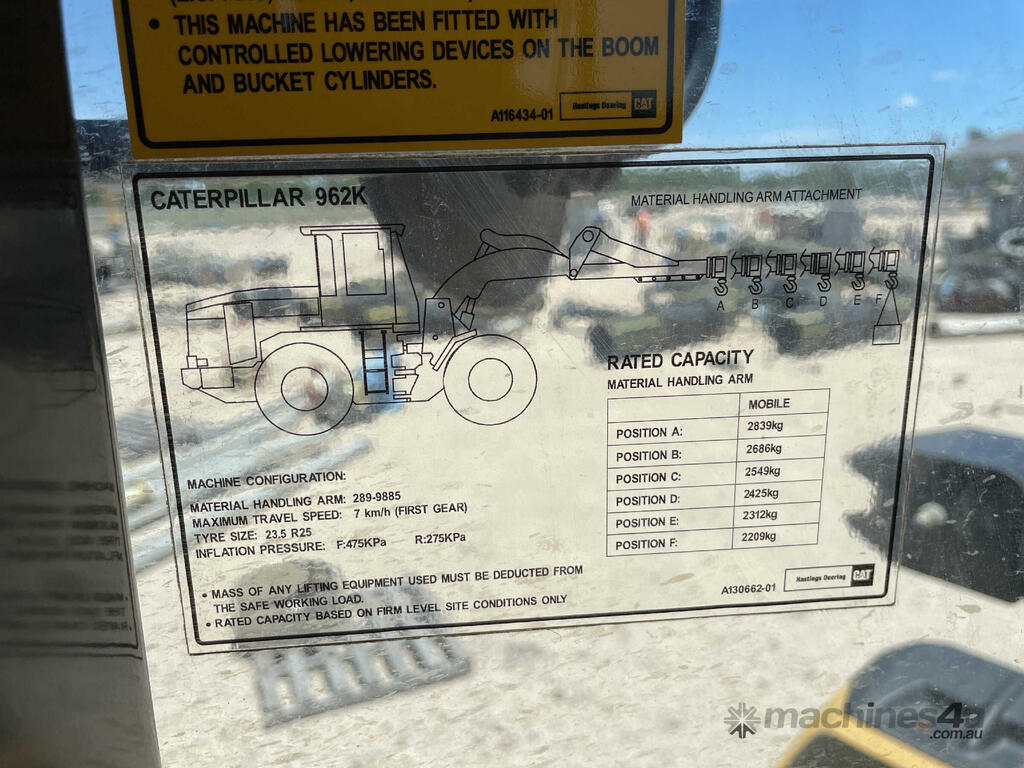 • THIS MACHINE HAS BEEN FITTED WITH
CONTROLLED LOWERING DEVICES ON THE BOOM
AND BUCKET CYLINDERS.
A116434-01 Hastings Deering CAT
CATERPILLAR 962K
MATERIAL HANDLING ARM ATTACHMENT
A B C D E F
RATED CAPACITY
MATERIAL HANDLING ARM
MOBILE
POSITION A: 2839kg
POSITION B: 2686kg
POSITION C: 2549kg
POSITION D: 2425kg
POSITION E: 2312kg
POSITION F: 2209kg
MACHINE CONFIGURATION:
MATERIAL HANDLING ARM: 289-9885
MAXIMUM TRAVEL SPEED: 7 km/h (FIRST GEAR)
TYRE SIZE: 23.5 R25
INFLATION PRESSURE: F:475KPa R:275KPa
• MASS OF ANY LIFTING EQUIPMENT USED MUST BE DEDUCTED FROM
THE SAFE WORKING LOAD.
• RATED CAPACITY BASED ON FIRM LEVEL SITE CONDITIONS ONLY
A130662-01 Hastings Deering CAT
machines4u
.com.au